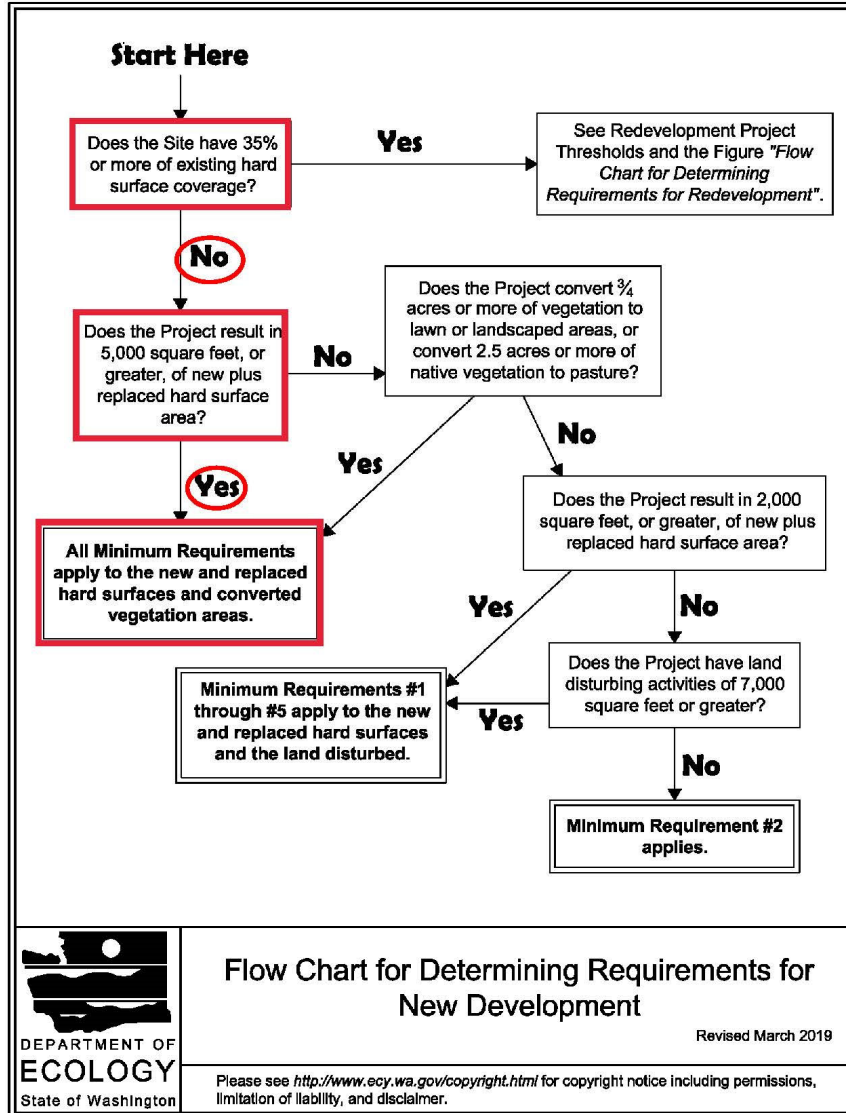 Start Here
Does the Site have 35%
or more of existing hard
surface coverage?
Yes
See Redevelopment Project
Thresholds and the Figure "Flow
Chart for Determining
Requirements for Redevelopment".
No
Does the Project result in
5,000 square feet, or
greater, of new plus
replaced hard surface
area?
No
Does the Project convert ¾
acres or more of vegetation to
lawn or landscaped areas, or
convert 2.5 acres or more of
native vegetation to pasture?
Yes
Yes
No
All Minimum Requirements
apply to the new and replaced
hard surfaces and converted
vegetation areas.
Does the Project result in 2,000
square feet, or greater, of new plus
replaced hard surface area?
Yes
No
Minimum Requirements #1
through #5 apply to the new
and replaced hard surfaces
and the land disturbed.
Yes
Does the Project have land
disturbing activities of 7,000
square feet or greater?
No
Minimum Requirement #2
applies.
DEPARTMENT OF
ECOLOGY
State of Washington
Flow Chart for Determining Requirements for
New Development
Revised March 2019
Please see http://www.ecy.wa.gov/copyright.html for copyright notice including permissions,
limitation of liability, and disclaimer.